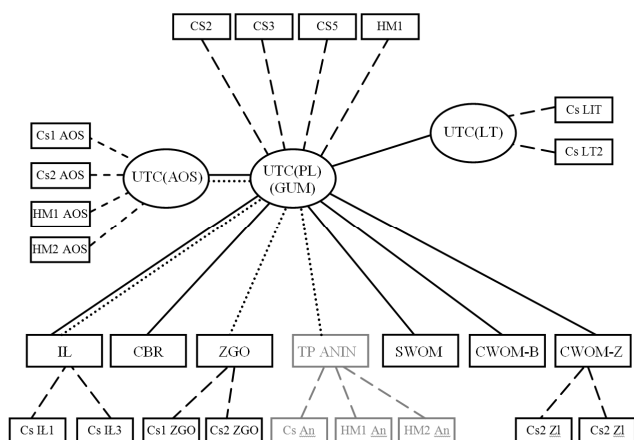 CS2
CS3
CS5
HM1
Cs LIT
UTC(LT)
Cs1 AOS
Cs LT2
Cs2 AOS
UTC(AOS)
UTC(PL)
(GUM)
HM1 AOS
HM2 AOS
IL
CBR
ZGO
TP ANIN
SWOM
CWOM-B
CWOM-Z
Cs IL1
Cs IL3
Cs1 ZGO
Cs2 ZGO
Cs An
HM1 An
HM2 An
Cs2 Zl
Cs2 Zl